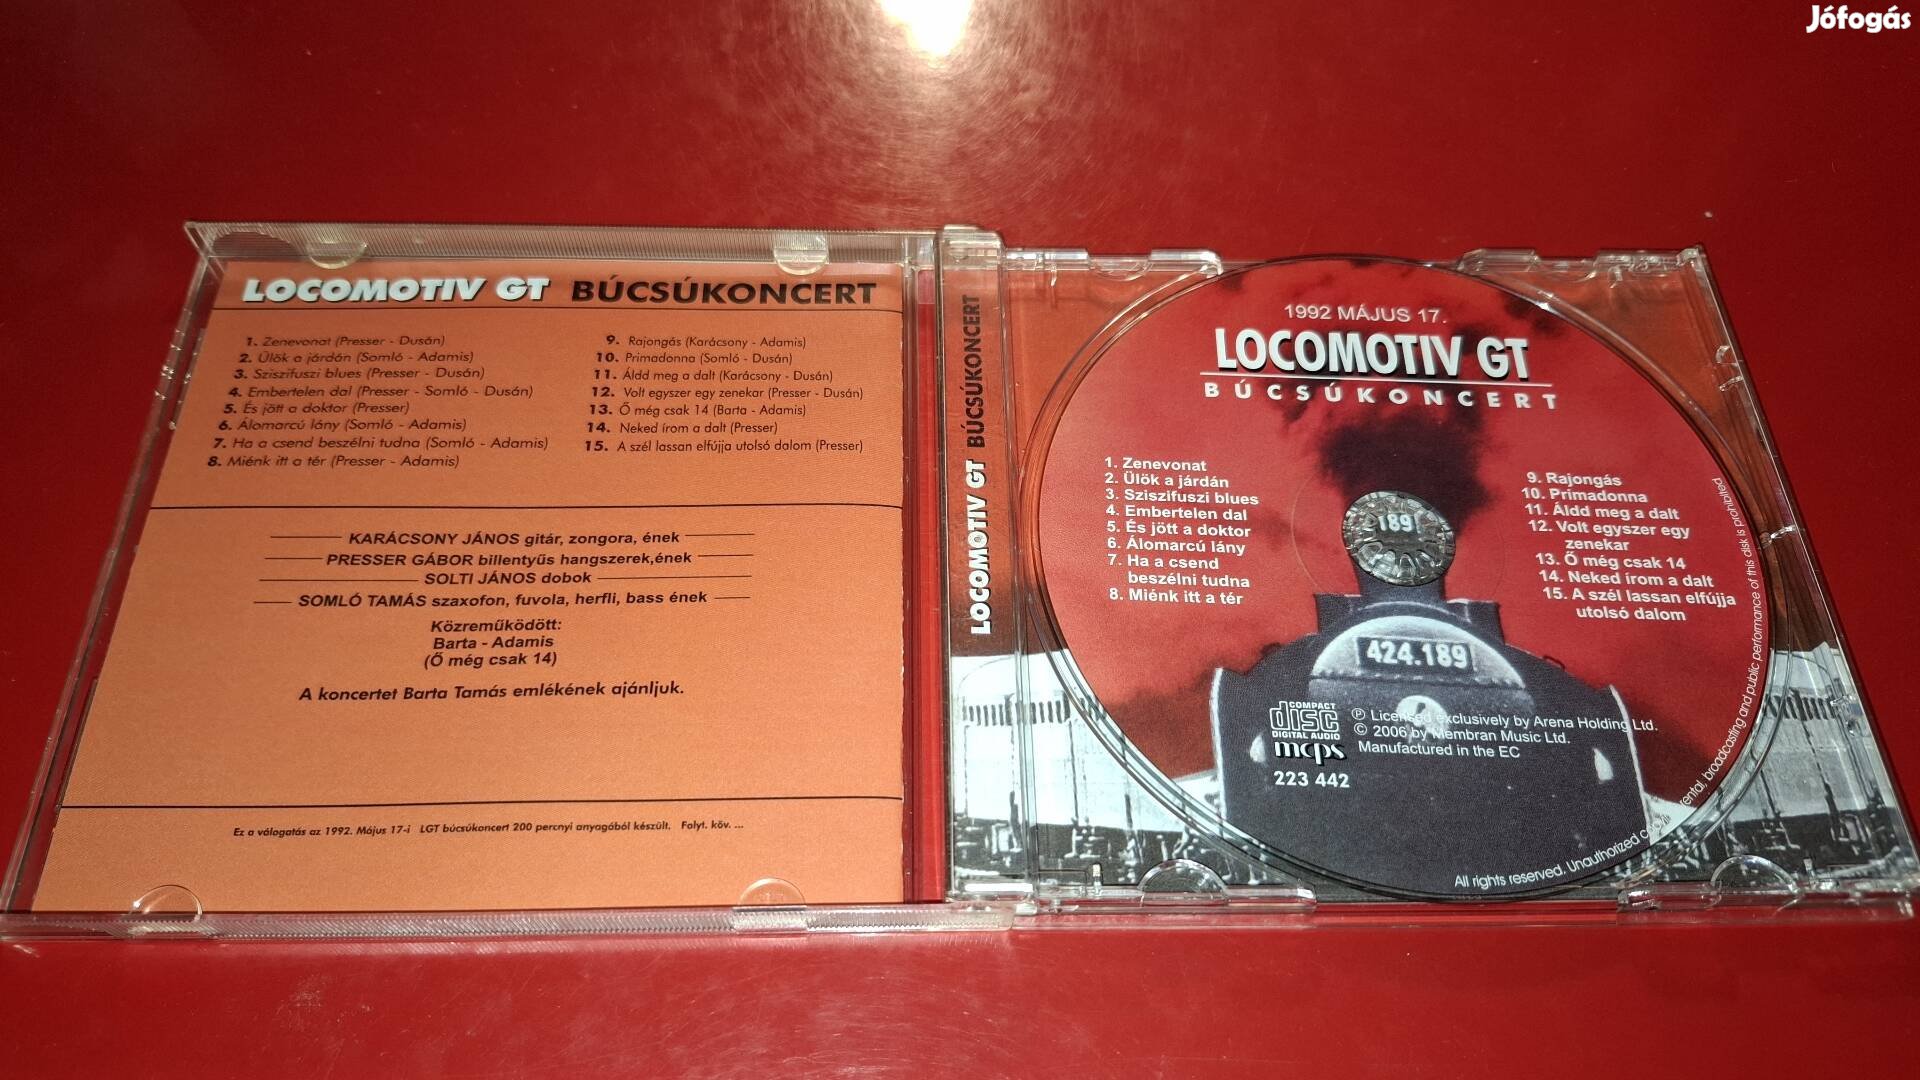 Jófogás
LOCOMOTIV GT BÚCSÚKONCERT
1. Zenevonat (Presser - Dusán)
2. Ülök a járdán (Somló - Adamis)
3. Sziszifuszi blues (Presser - Dusán)
4. Embertelen dal (Presser - Somló - Dusán)
5. És jött a doktor (Presser)
6. Álomarcú lány (Somló - Adamis)
7. Ha a csend beszélni tudna (Somló - Adamis)
8. Miénk itt a tér (Presser - Adamis)
9. Rajongás (Karácsony - Adamis)
10. Primadonna (Somló - Dusán)
11. Áldd meg a dalt (Karácsony - Dusán)
12. Volt egyszer egy zenekar (Presser - Dusán)
13. Ő még csak 14 (Barta - Adamis)
14. Neked írom a dalt (Presser)
15. A szél lassan elfújja utolsó dalom (Presser)
KARÁCSONY JÁNOS gitár, zongora, ének
PRESSER GÁBOR billentyűs hangszerek,ének
SOLTI JÁNOS dobok
SOMLÓ TAMÁS szaxofon, fuvola, herfli, bass ének
Közreműködött:
Barta - Adamis
(Ő még csak 14)
A koncertet Barta Tamás emlékének ajánljuk.
Ez a válogatás az 1992. Május 17-i LGT búcsúkoncert 200 percnyi anyagából készült. Folyt. köv. ...
LOCOMOTIV GT BÚCSÚKONCERT
1992 MÁJUS 17.
LOCOMOTIV GT
BÚCSÚKONCERT
1. Zenevonat
2. Ülök a járdán
3. Sziszifuszi blues
4. Embertelen dal
5. És jött a doktor
6. Álomarcú lány
7. Ha a csend
beszélni tudna
8. Miénk itt a tér
9. Rajongás
10. Primadonna
11. Áldd meg a dalt
12. Volt egyszer egy
zenekar
13. Ő még csak 14
14. Neked írom a dalt
15. A szél lassan elfújja
utolsó dalom
189
424.189
COMPACT
disc
DIGITAL AUDIO
mcps
223 442
Ⓟ Licensed exclusively by Arena Holding Ltd.
© 2006 by Membran Music Ltd.
Manufactured in the EC
All rights reserved. Unauthorized rental, broadcasting and public performance of this disk is prohibited